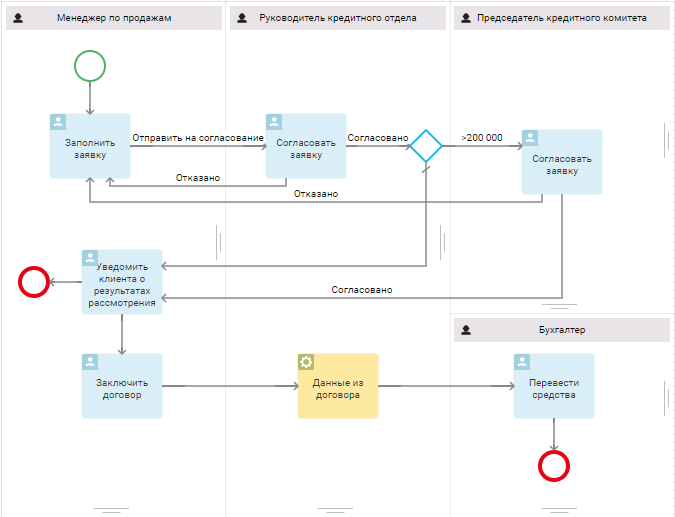 Менеджер по продажам
Руководитель кредитного отдела
Председатель кредитного комитета
Заполнить
заявку
Отправить на согласование
Согласовать
заявку
Согласовано
>200 000
Согласовать
заявку
Отказано
Отказано
Уведомить
клиента о
результатах
рассмотрения
Согласовано
Бухгалтер
Заключить
договор
Данные из
договора
Перевести
средства